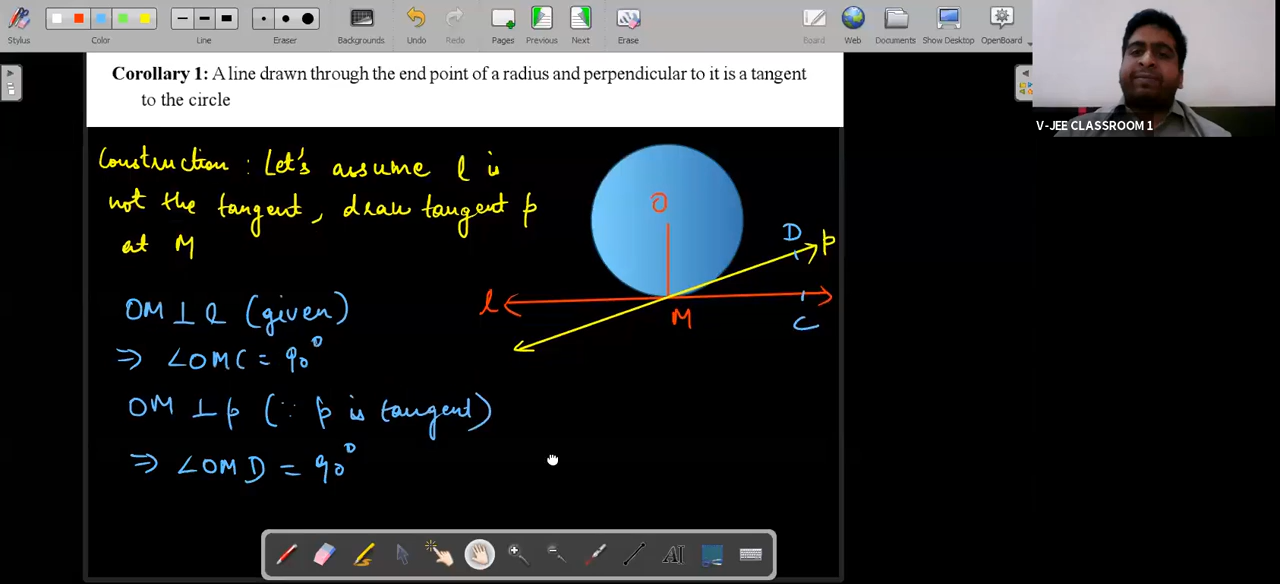 Stylus
Color
Line
Eraser
Backgrounds
Undo
Redo
Pages
Previous
Next
Erase
Board
Web
Documents
Show Desktop
OpenBoard
Corollary 1: A line drawn through the end point of a radius and perpendicular to it is a tangent
to the circle
V-JEE CLASSROOM 1
Construction : Let's assume l is
not the tangent, draw tangent p
at M
O
D
p
l
M
C
OM ⊥ l (given)
⇒ ∠OMC = 90°
OM ⊥ p (∵ p is tangent)
⇒ ∠OMD = 90°
AI